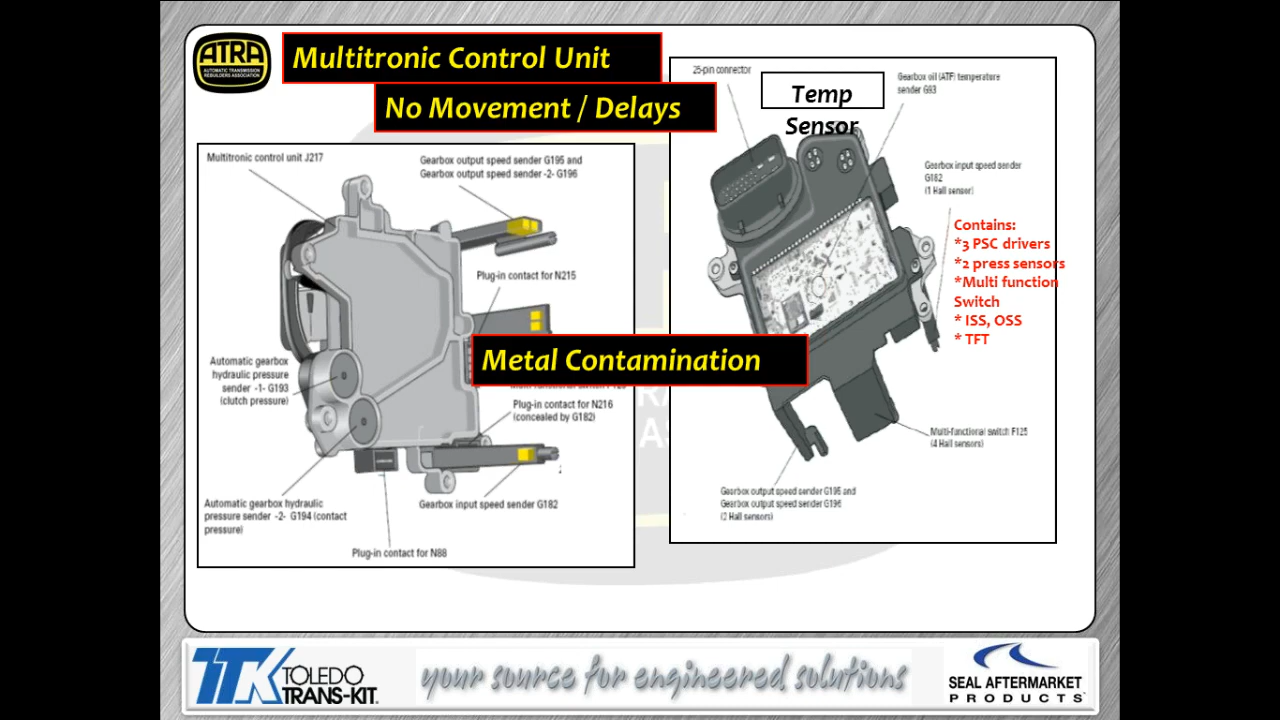 ATRA
AUTOMATIC TRANSMISSION
REBUILDERS ASSOCIATION
Multitronic Control Unit
No Movement / Delays
Multitronic control unit J217
Gearbox output speed sender G195 and
Gearbox output speed sender -2- G196
Plug-in contact for N215
Automatic gearbox
hydraulic pressure
sender -1- G193
(clutch pressure)
Metal Contamination
Plug-in contact for N216
(concealed by G182)
Automatic gearbox hydraulic
pressure sender -2- G194 (contact
pressure)
Gearbox input speed sender G182
Plug-in contact for N88
25-pin connector
Temp
Sensor
Gearbox oil (ATF) temperature
sender G93
Gearbox input speed sender
G182
(1 Hall sensor)
Contains:
*3 PSC drivers
*2 press sensors
*Multi function
Switch
* ISS, OSS
* TFT
Multi-functional switch F125
(4 Hall sensors)
Gearbox output speed sender G195 and
Gearbox output speed sender G196
(2 Hall sensors)
TTK TOLEDO
TRANS-KIT.
your source for engineered solutions
SEAL AFTERMARKET
PRODUCTS